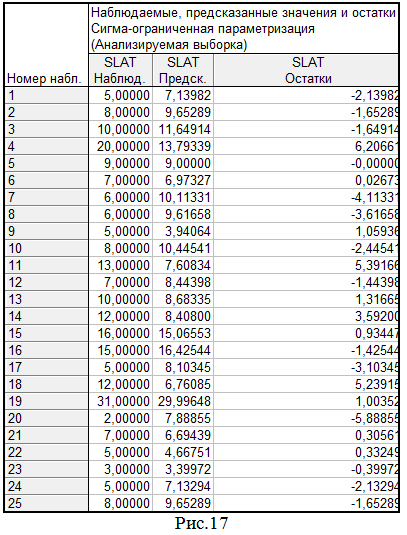 Наблюдаемые, предсказанные значения и остатки
Сигма-ограниченная параметризация
(Анализируемая выборка)
SLAT SLAT SLAT
Номер набл. Наблюд. Предск. Остатки
1 5,00000 7,13982 -2,13982
2 8,00000 9,65289 -1,65289
3 10,00000 11,64914 -1,64914
4 20,00000 13,79339 6,20661
5 9,00000 9,00000 -0,00000
6 7,00000 6,97327 0,02673
7 6,00000 10,11331 -4,11331
8 6,00000 9,61658 -3,61658
9 5,00000 3,94064 1,05936
10 8,00000 10,44541 -2,44541
11 13,00000 7,60834 5,39166
12 7,00000 8,44398 -1,44398
13 10,00000 8,68335 1,31665
14 12,00000 8,40800 3,59200
15 16,00000 15,06553 0,93447
16 15,00000 16,42544 -1,42544
17 5,00000 8,10345 -3,10345
18 12,00000 6,76085 5,23915
19 31,00000 29,99648 1,00352
20 2,00000 7,88855 -5,88855
21 7,00000 6,69439 0,30561
22 5,00000 4,66751 0,33249
23 3,00000 3,39972 -0,39972
24 5,00000 7,13294 -2,13294
25 8,00000 9,65289 -1,65289
Рис.17